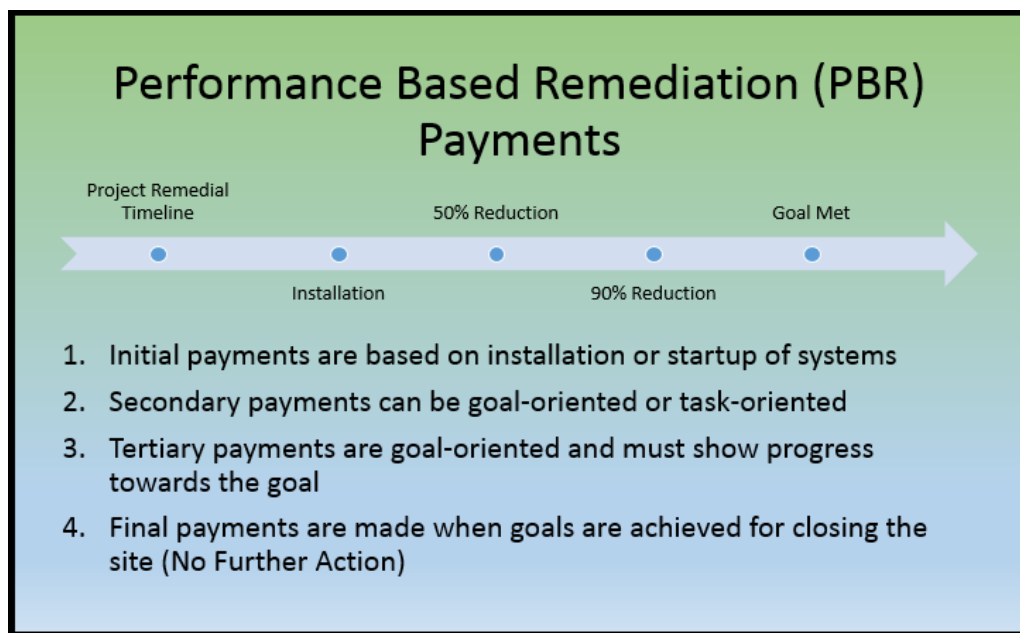 Performance Based Remediation (PBR)
Payments
Project Remedial
Timeline
50% Reduction
Goal Met
Installation
90% Reduction
1. Initial payments are based on installation or startup of systems
2. Secondary payments can be goal-oriented or task-oriented
3. Tertiary payments are goal-oriented and must show progress
towards the goal
4. Final payments are made when goals are achieved for closing the
site (No Further Action)